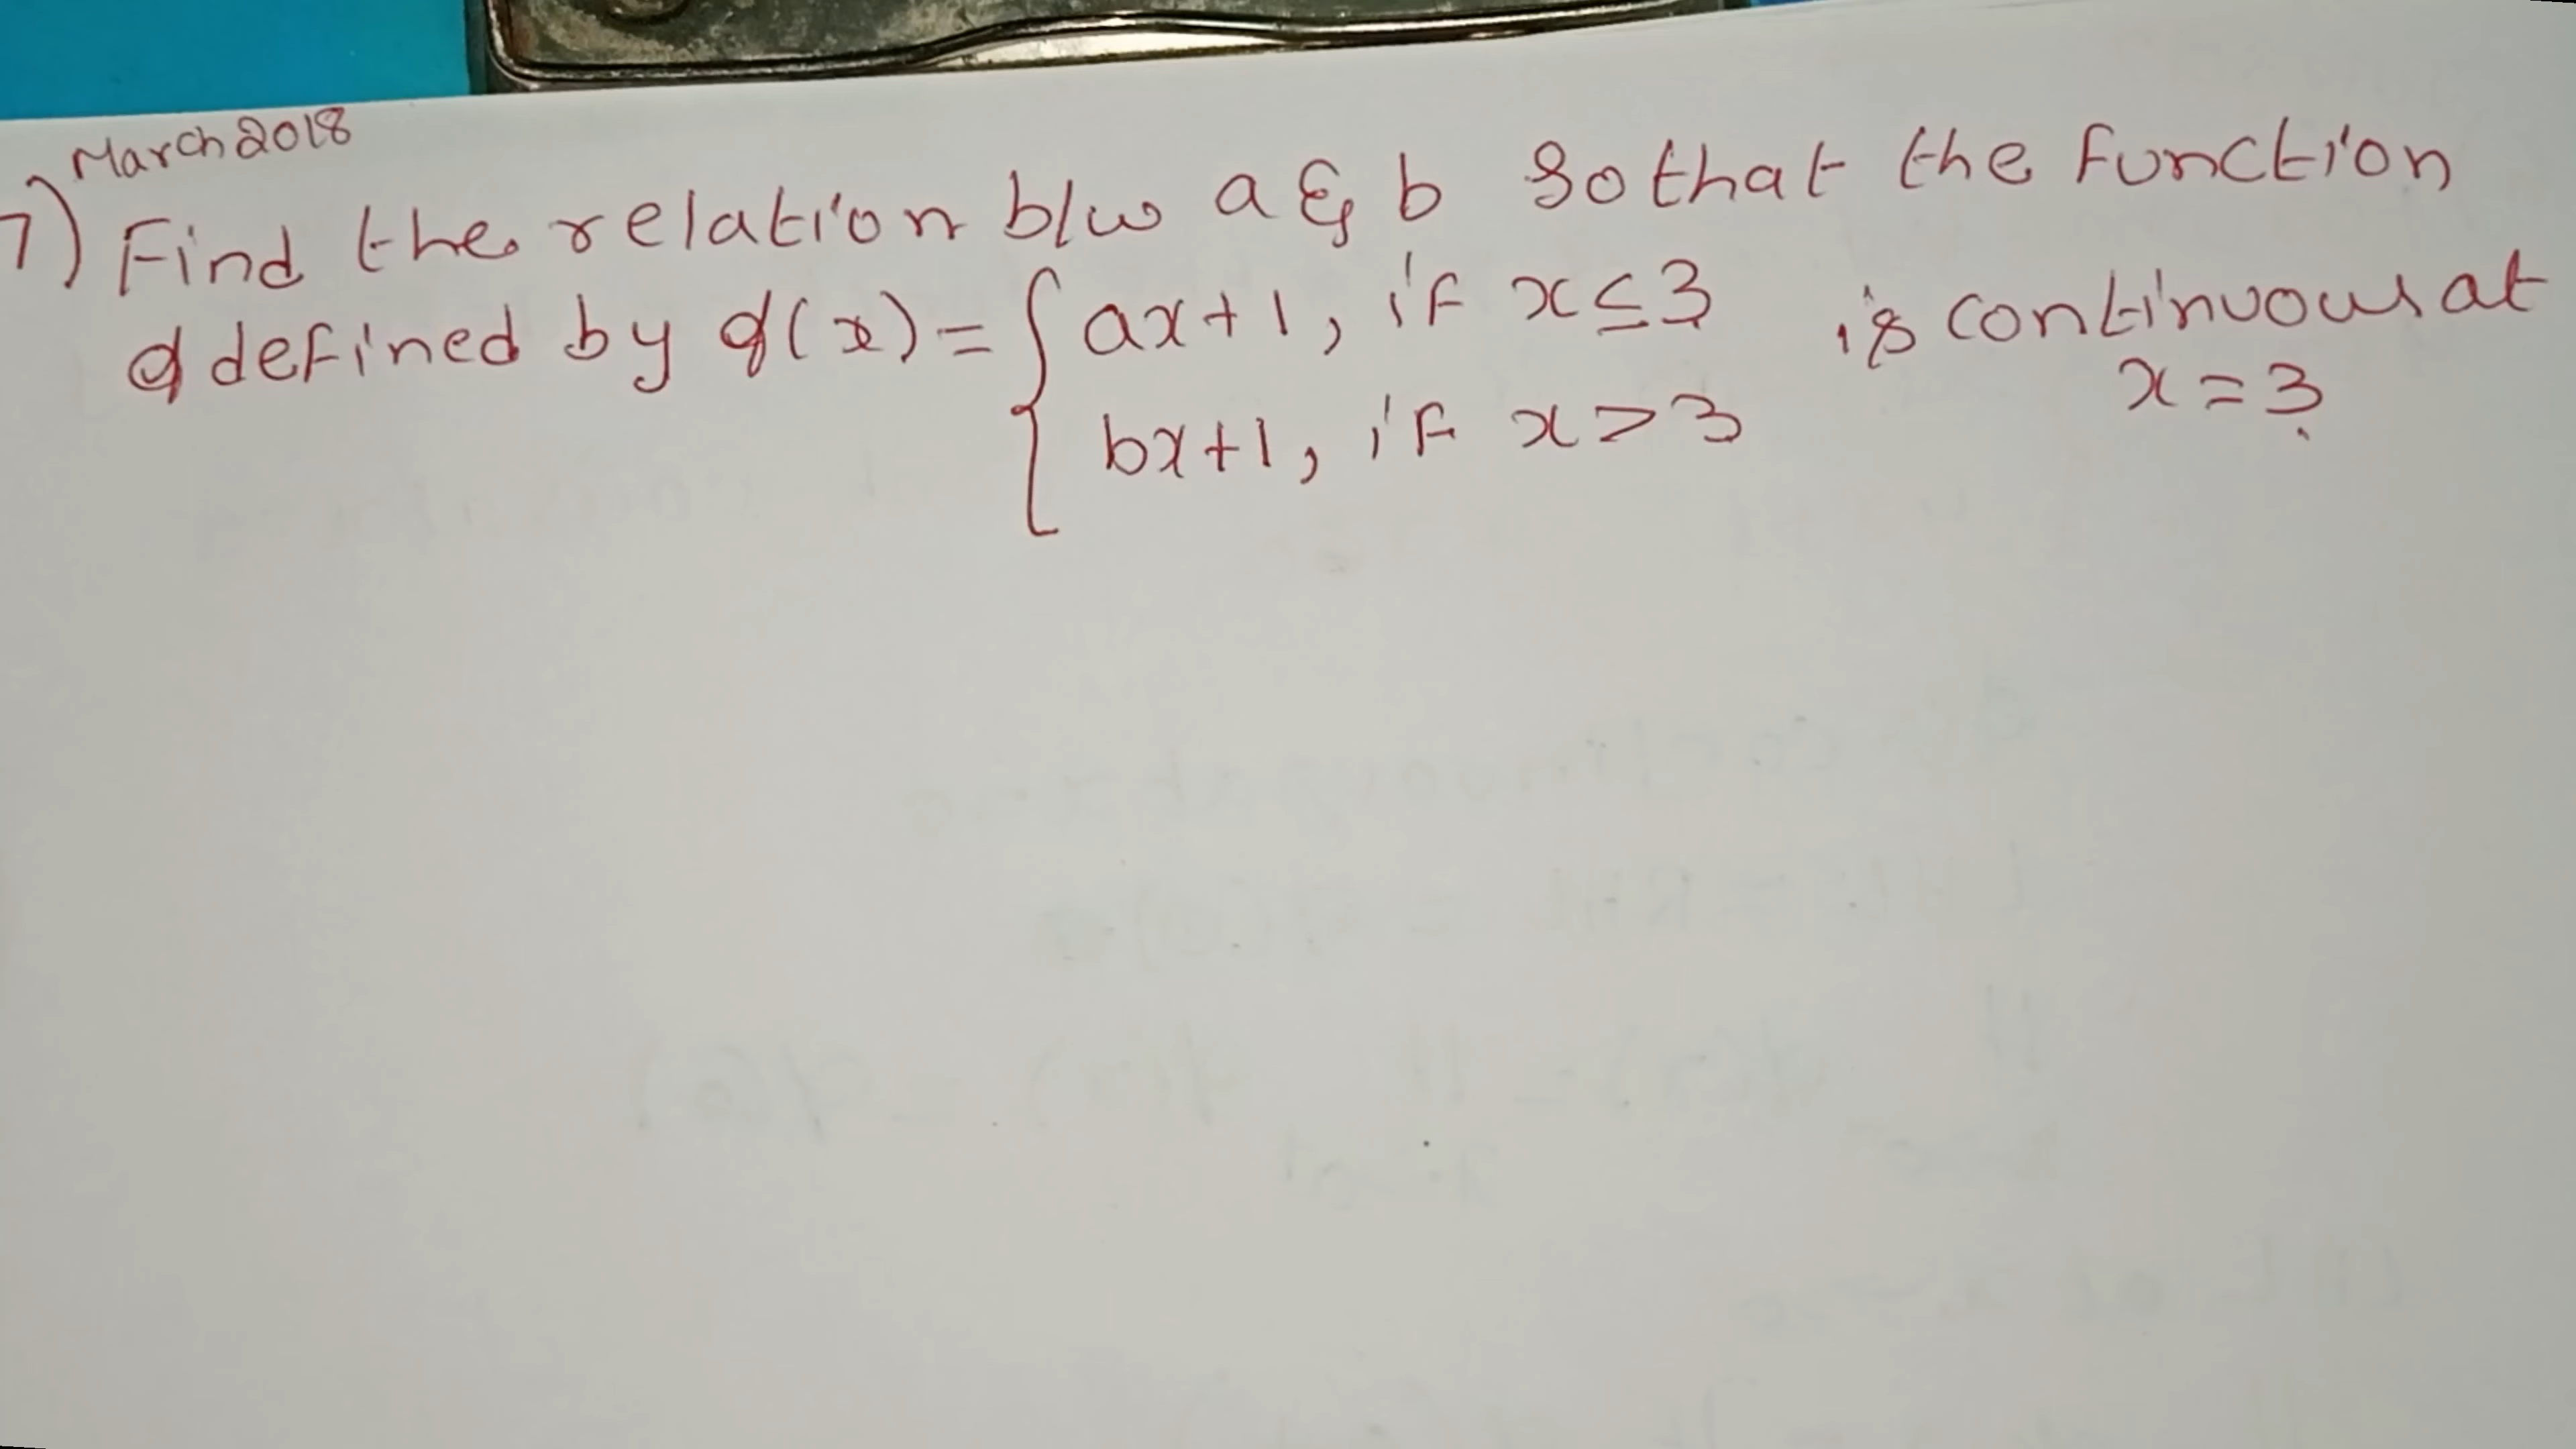 March 2018
7) Find the relation b/w a & b so that the function
f defined by f(x) = { ax+1, if x ≤ 3 is continuous at
x = 3
bx+1, if x > 3